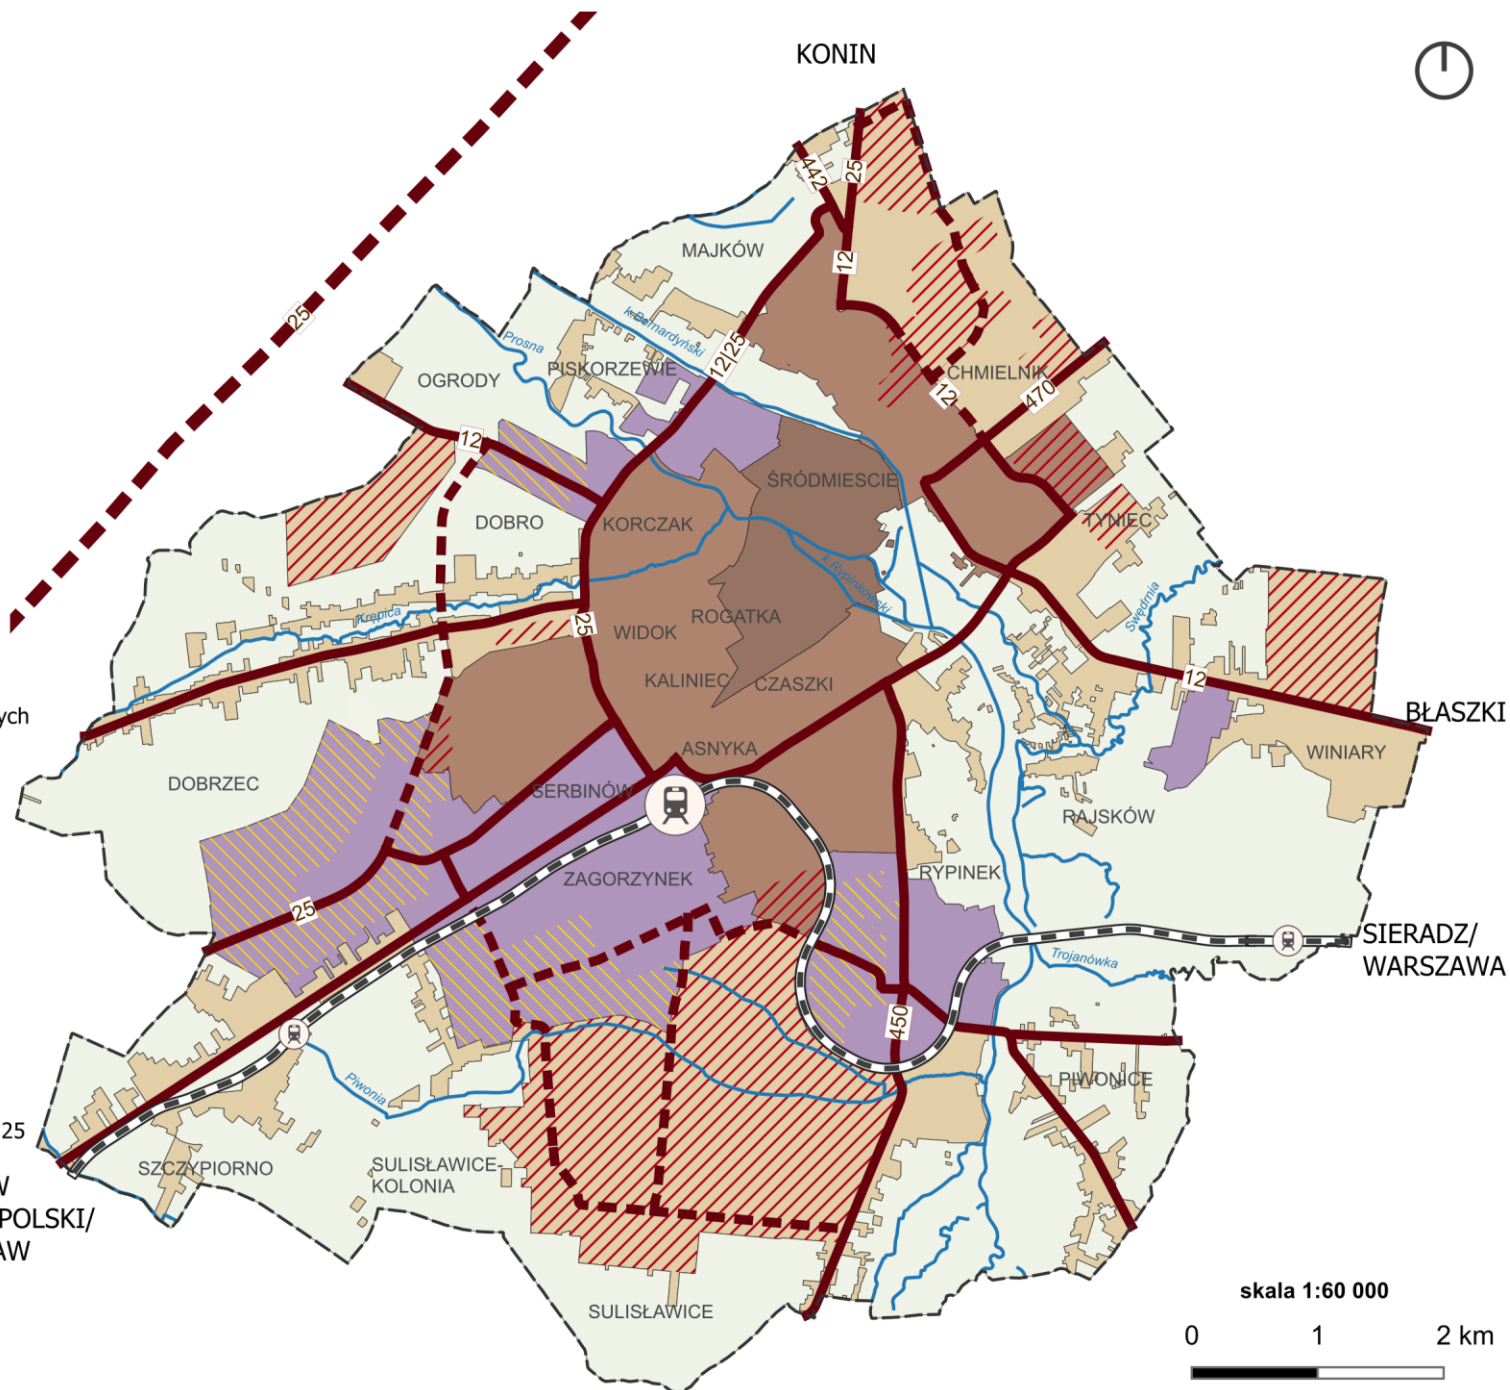 KONIN
442
25
12
MAJKÓW
25
k.Bernardyński
Prosna
12|25
PISKORZEWIE
OGRODY
CHMIELNIK
12
470
12
ŚRÓDMIESCIE
DOBRO
KORCZAK
TYNIEC
k.Rypinkowski
Swędrnia
Krępica
25
WIDOK
ROGATKA
KALINIEC
CZASZKI
12
ych
BŁASZKI
ASNYKA
WINIARY
DOBRZEC
SERBINÓW
RAJSKÓW
ZAGORZYNEK
RYPINEK
25
SIERADZ/
WARSZAWA
Trojanówka
450
Piwonia
PIWONICE
25
SZCZYPIORNO
SULISŁAWICE-
KOLONIA
W
POLSKI/
AW
SULISŁAWICE
skala 1:60 000
0 1 2 km